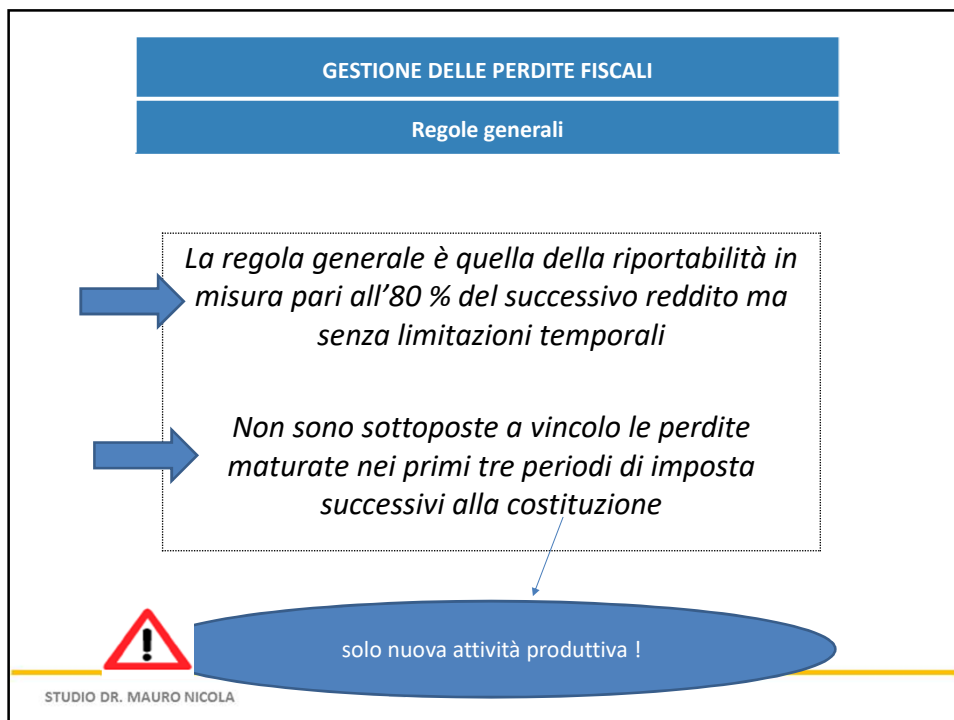 GESTIONE DELLE PERDITE FISCALI
Regole generali
La regola generale è quella della riportabilità in
misura pari all’80 % del successivo reddito ma
senza limitazioni temporali
Non sono sottoposte a vincolo le perdite
maturate nei primi tre periodi di imposta
successivi alla costituzione
solo nuova attività produttiva !
STUDIO DR. MAURO NICOLA